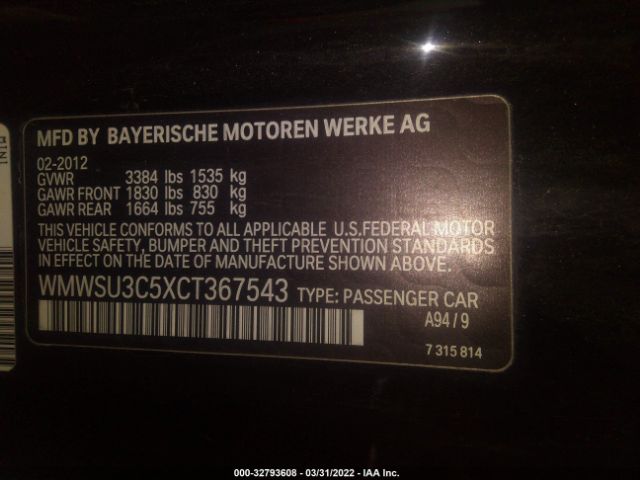 MINI
MFD BY BAYERISCHE MOTOREN WERKE AG
02-2012
GVWR 3384 lbs 1535 kg
GAWR FRONT 1830 lbs 830 kg
GAWR REAR 1664 lbs 755 kg
THIS VEHICLE CONFORMS TO ALL APPLICABLE U.S.FEDERAL MOTOR
VEHICLE SAFETY, BUMPER AND THEFT PREVENTION STANDARDS
IN EFFECT ON THE DATE OF MANUFACTURE SHOWN ABOVE.
WMWSU3C5XCT367543 TYPE: PASSENGER CAR
A94/9
7 315 814
000-32793608 - 03/31/2022 - IAA Inc.